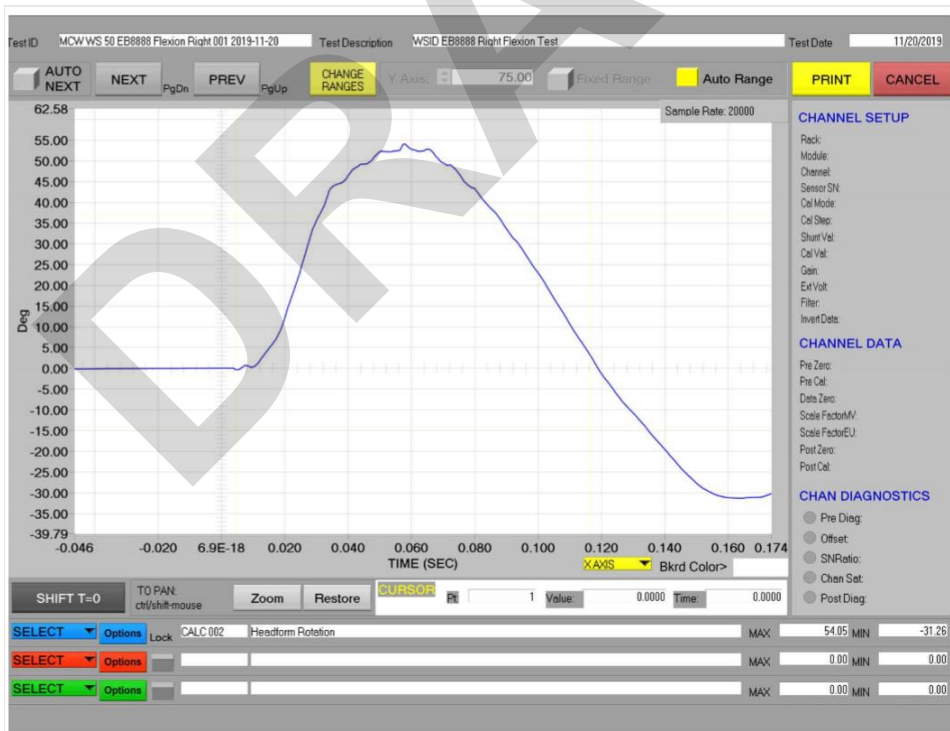 Test ID MCW WS 50 EB8888 Flexion Right 001 2019-11-20 Test Description WSID EB8888 Right Flexion Test Test Date 11/20/2019
AUTO NEXT NEXT PgDn PREV PgUp CHANGE RANGES Y Axis: 75.00 Fixed Range Auto Range PRINT CANCEL
Sample Rate: 20000
62.58
55.00
50.00
45.00
40.00
35.00
30.00
25.00
20.00
15.00
10.00
5.00
0.00
-5.00
-10.00
-15.00
-20.00
-25.00
-30.00
-35.00
-39.79
Deg
-0.046 -0.020 6.9E-18 0.020 0.040 0.060 0.080 0.100 0.120 0.140 0.160 0.174
TIME (SEC)
X AXIS Bkrd Color>
CHANNEL SETUP
Rack:
Module:
Channel:
Sensor SN:
Cal Mode:
Cal Step:
Shunt Val:
Cal Val:
Gain:
Ext Volt:
Filter:
Invert Data:
CHANNEL DATA
Pre Zero:
Pre Cal:
Data Zero:
Scale FactorMV:
Scale FactorEU:
Post Zero:
Post Cal:
CHAN DIAGNOSTICS
Pre Diag:
Offset:
SNRatio:
Chan Sat:
Post Diag:
SHIFT T=0 TO PAN: ctrl/shift-mouse Zoom Restore CURSOR Pt 1 Value: 0.0000 Time: 0.0000
SELECT Options Lock CALC 002 Headform Rotation MAX 54.05 MIN -31.26
SELECT Options MAX 0.00 MIN 0.00
SELECT Options MAX 0.00 MIN 0.00
DRA